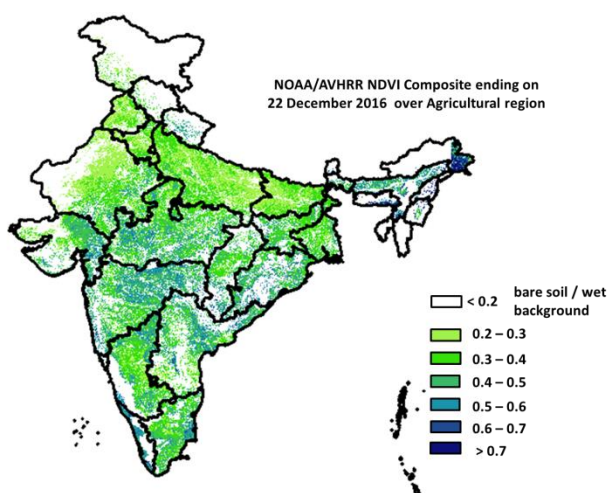 NOAA/AVHRR NDVI Composite ending on
22 December 2016 over Agricultural region
< 0.2 bare soil / wet
background
0.2 – 0.3
0.3 – 0.4
0.4 – 0.5
0.5 – 0.6
0.6 – 0.7
> 0.7